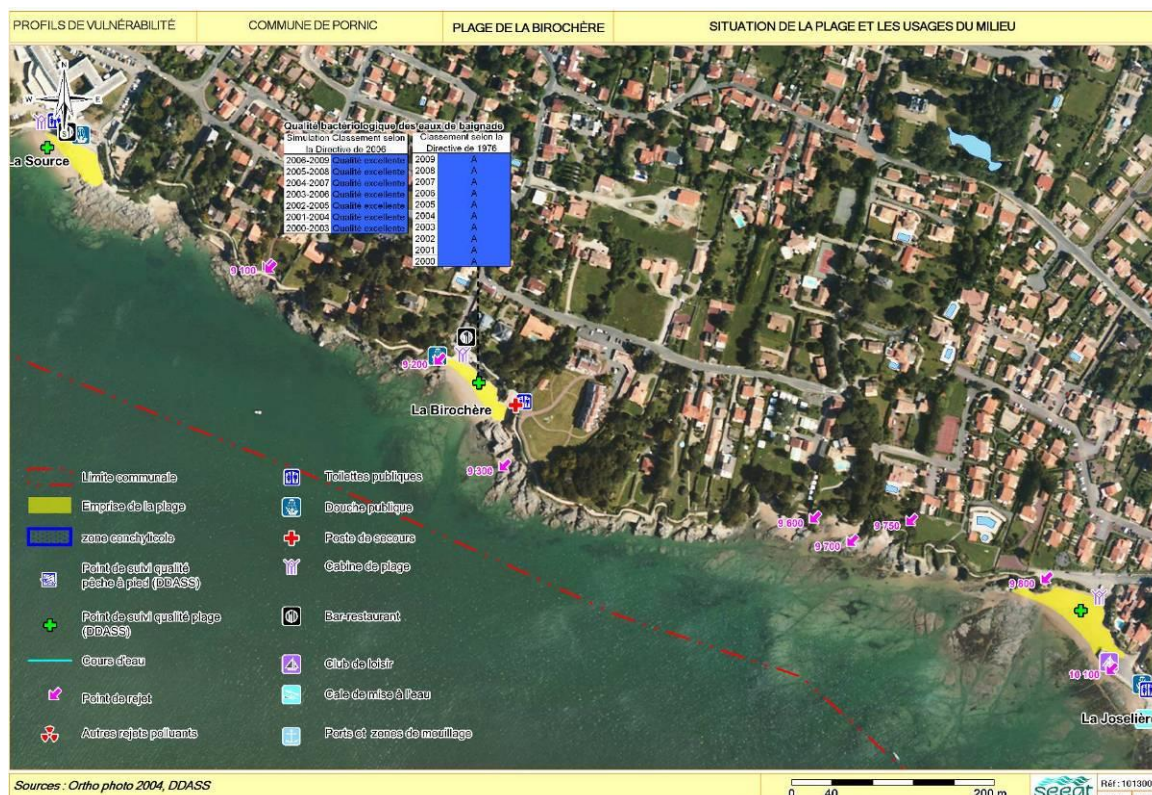 PROFILS DE VULNÉRABILITÉ
COMMUNE DE PORNIC
PLAGE DE LA BIROCHÈRE
SITUATION DE LA PLAGE ET LES USAGES DU MILIEU
N
W
E
La Source
Qualité bactériologique des eaux de baignade
Simulation Classement selon
la Directive de 2006
2006-2009 Qualité excellente
2005-2008 Qualité excellente
2004-2007 Qualité excellente
2003-2006 Qualité excellente
2002-2005 Qualité excellente
2001-2004 Qualité excellente
2000-2003 Qualité excellente
Classement selon la
Directive de 1976
2009 A
2008 A
2007 A
2006 A
2005 A
2004 A
2003 A
2002 A
2001 A
2000 A
9 100
9 200
La Birochère
9 300
9 600
9 700
9 750
9 800
10 100
La Joselière
Limite communale
Emprise de la plage
zone conchylicole
Point de suivi qualité
pêche à pied (DDASS)
Point de suivi qualité plage
(DDASS)
Cours d'eau
Point de rejet
Autres rejets polluants
Toilettes publiques
Douche publique
Poste de secours
Cabine de plage
Bar-restaurant
Club de loisir
Cale de mise à l'eau
Ports et zones de mouillage
Sources : Ortho photo 2004, DDASS
0 40 200 m
seeat
Réf : 101300